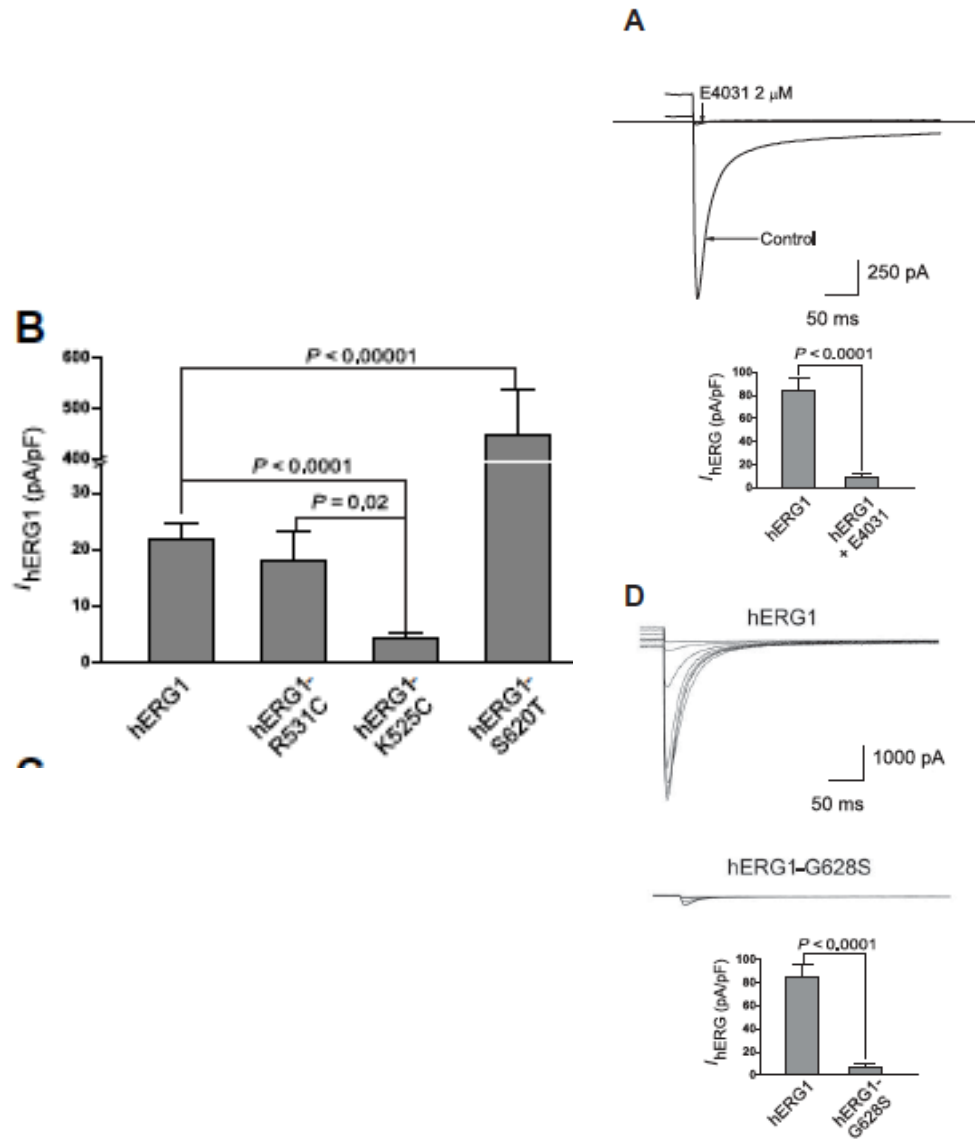 A
E4031 2 μM
Control
250 pA
50 ms
P < 0.0001
100
80
60
40
20
0
I hERG (pA/pF)
hERG1
hERG1
+ E4031
B
600
500
400
30
20
10
0
I hERG1 (pA/pF)
P < 0.00001
P < 0.0001
P = 0.02
hERG1
hERG1-
R531C
hERG1-
K525C
hERG1-
S620T
D
hERG1
1000 pA
50 ms
hERG1-G628S
P < 0.0001
100
80
60
40
20
0
I hERG (pA/pF)
hERG1
hERG1-
G628S